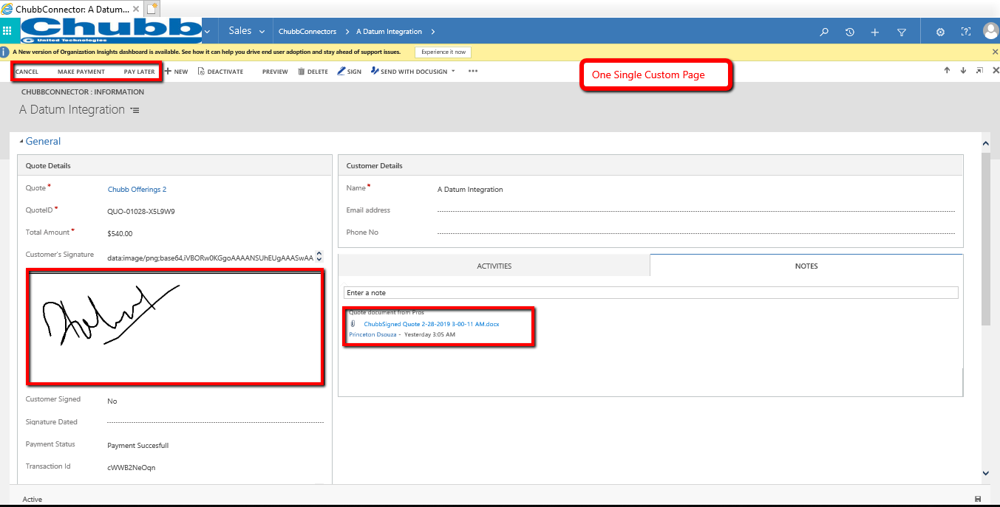 ChubbConnector: A Datum...
Chubb
United Technologies
Sales
ChubbConnectors
A Datum Integration
A New version of Organization Insights dashboard is available. See how it can help you drive end user adoption and stay ahead of support issues.
Experience it now
CANCEL MAKE PAYMENT PAY LATER NEW DEACTIVATE PREVIEW DELETE SIGN SEND WITH DOCUSIGN
One Single Custom Page
CHUBBCONNECTOR : INFORMATION
A Datum Integration
General
Quote Details
Quote * Chubb Offerings 2
QuoteID * QUO-01028-X5L9W9
Total Amount * $540.00
Customer's Signature data:image/png;base64,iVBORw0KGgoAAAANSUhEUgAAASwAA
Customer Signed No
Signature Dated
Payment Status Payment Succesfull
Transaction Id cWWB2NeOqn
Customer Details
Name * A Datum Integration
Email address
Phone No
ACTIVITIES NOTES
Enter a note
Quote document from Pros
ChubbSigned Quote 2-28-2019 3-00-11 AM.docx
Princeton Dsouza - Yesterday 3:05 AM
Active